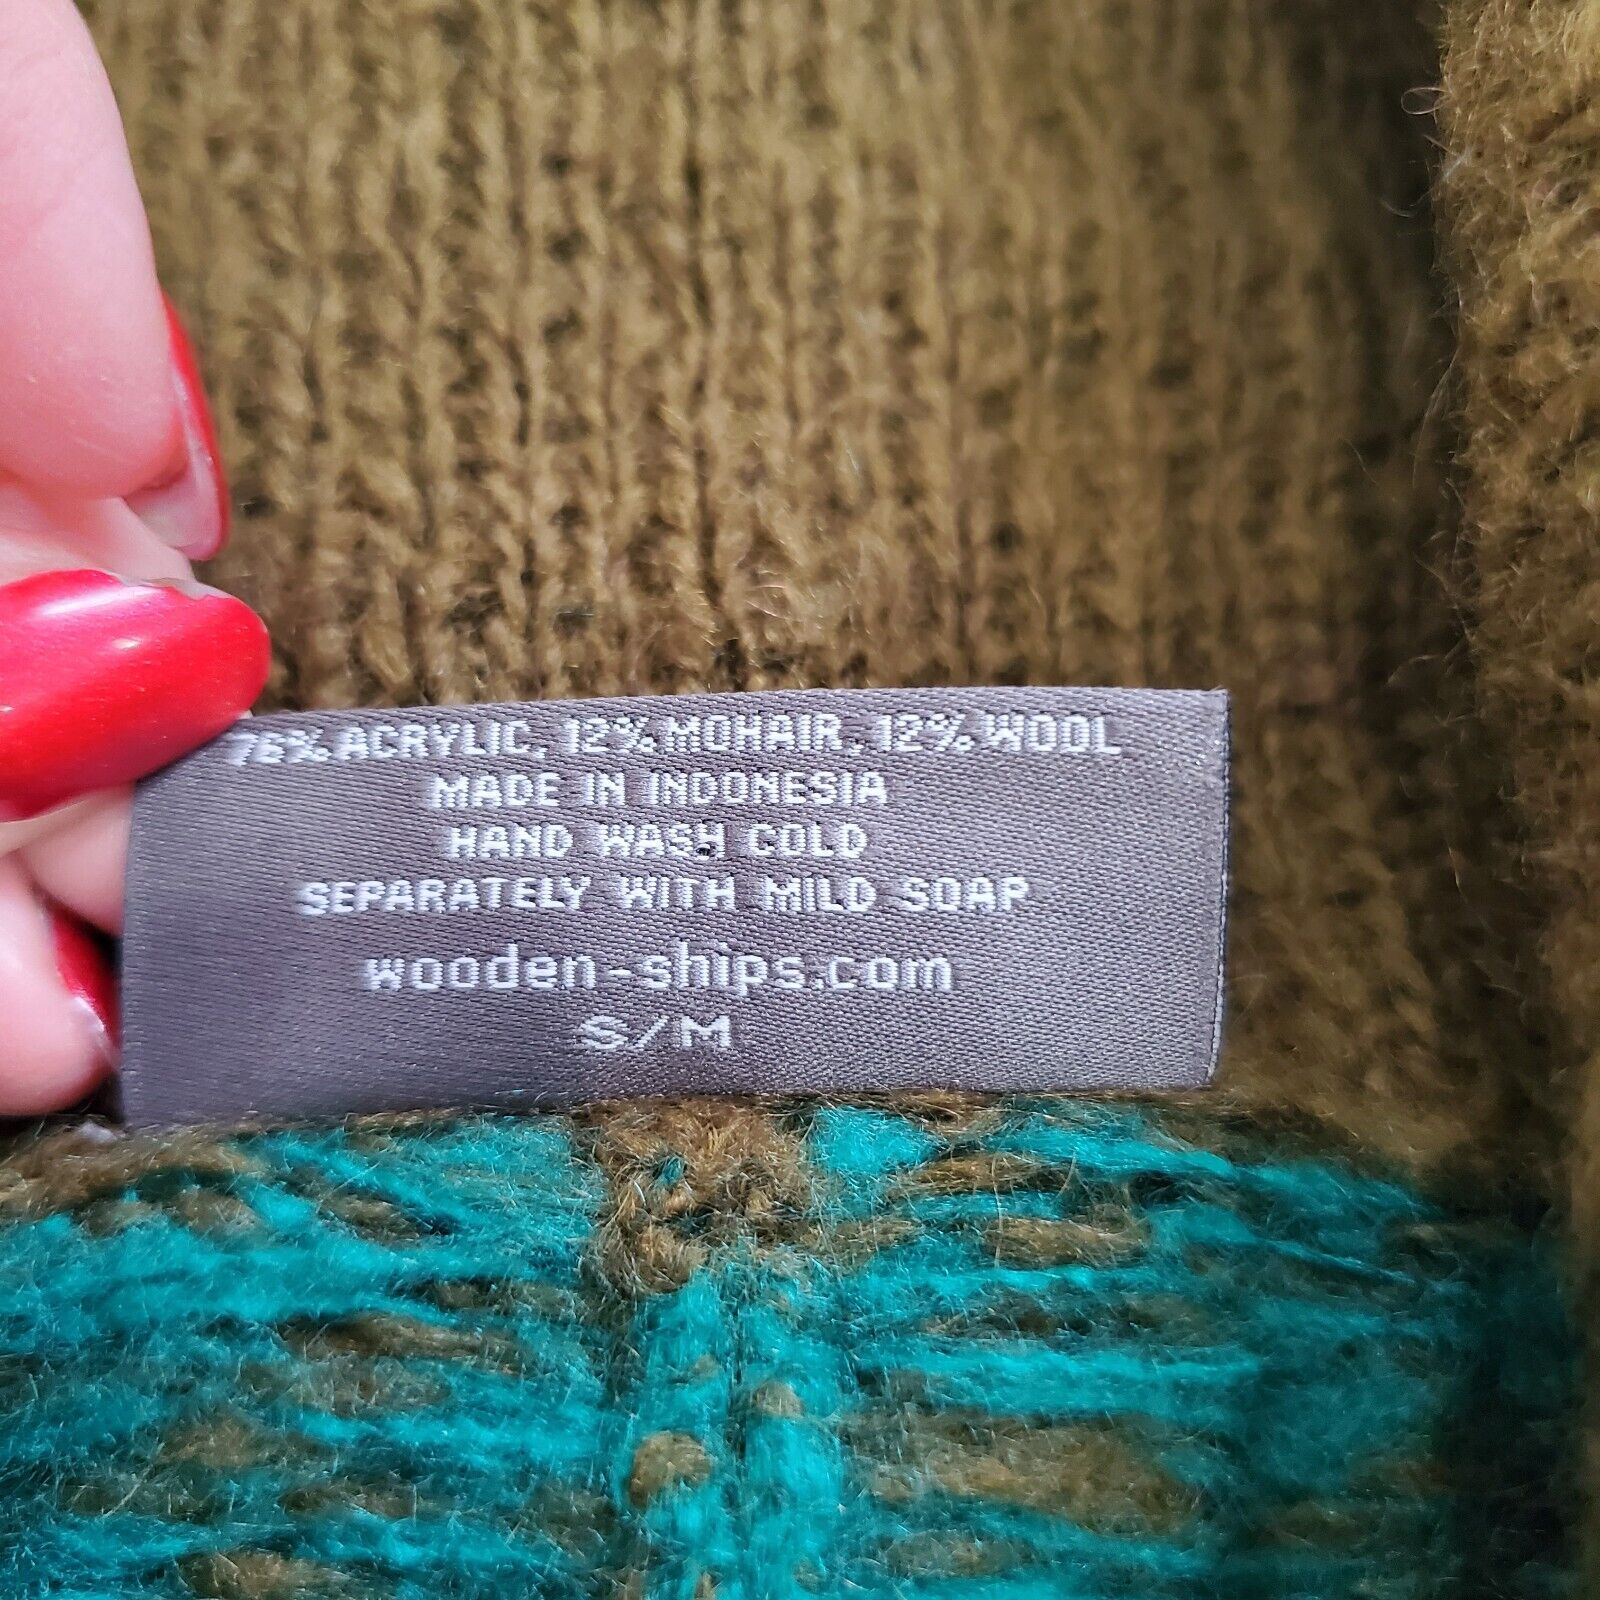 76% ACRYLIC, 12% MOHAIR, 12% WOOL
MADE IN INDONESIA
HAND WASH COLD
SEPARATELY WITH MILD SOAP
wooden-ships.com
S/M